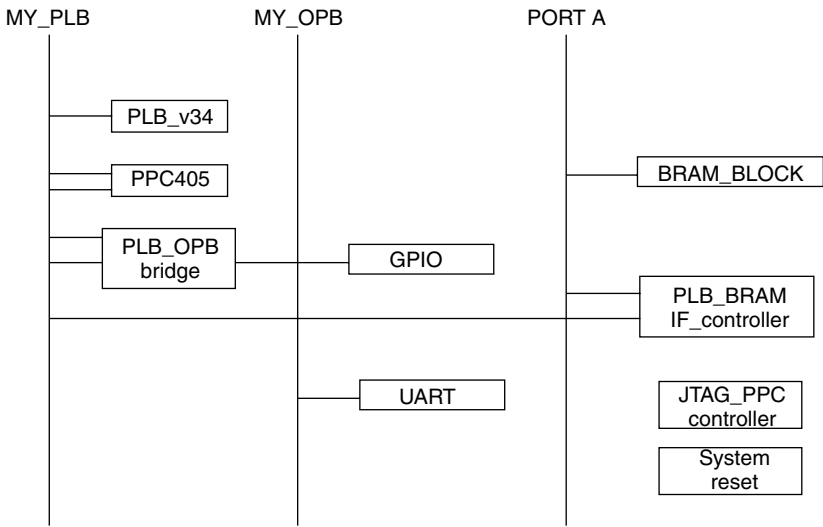 MY_PLB
MY_OPB
PORT A
PLB_v34
PPC405
BRAM_BLOCK
PLB_OPB
bridge
GPIO
PLB_BRAM
IF_controller
UART
JTAG_PPC
controller
System
reset